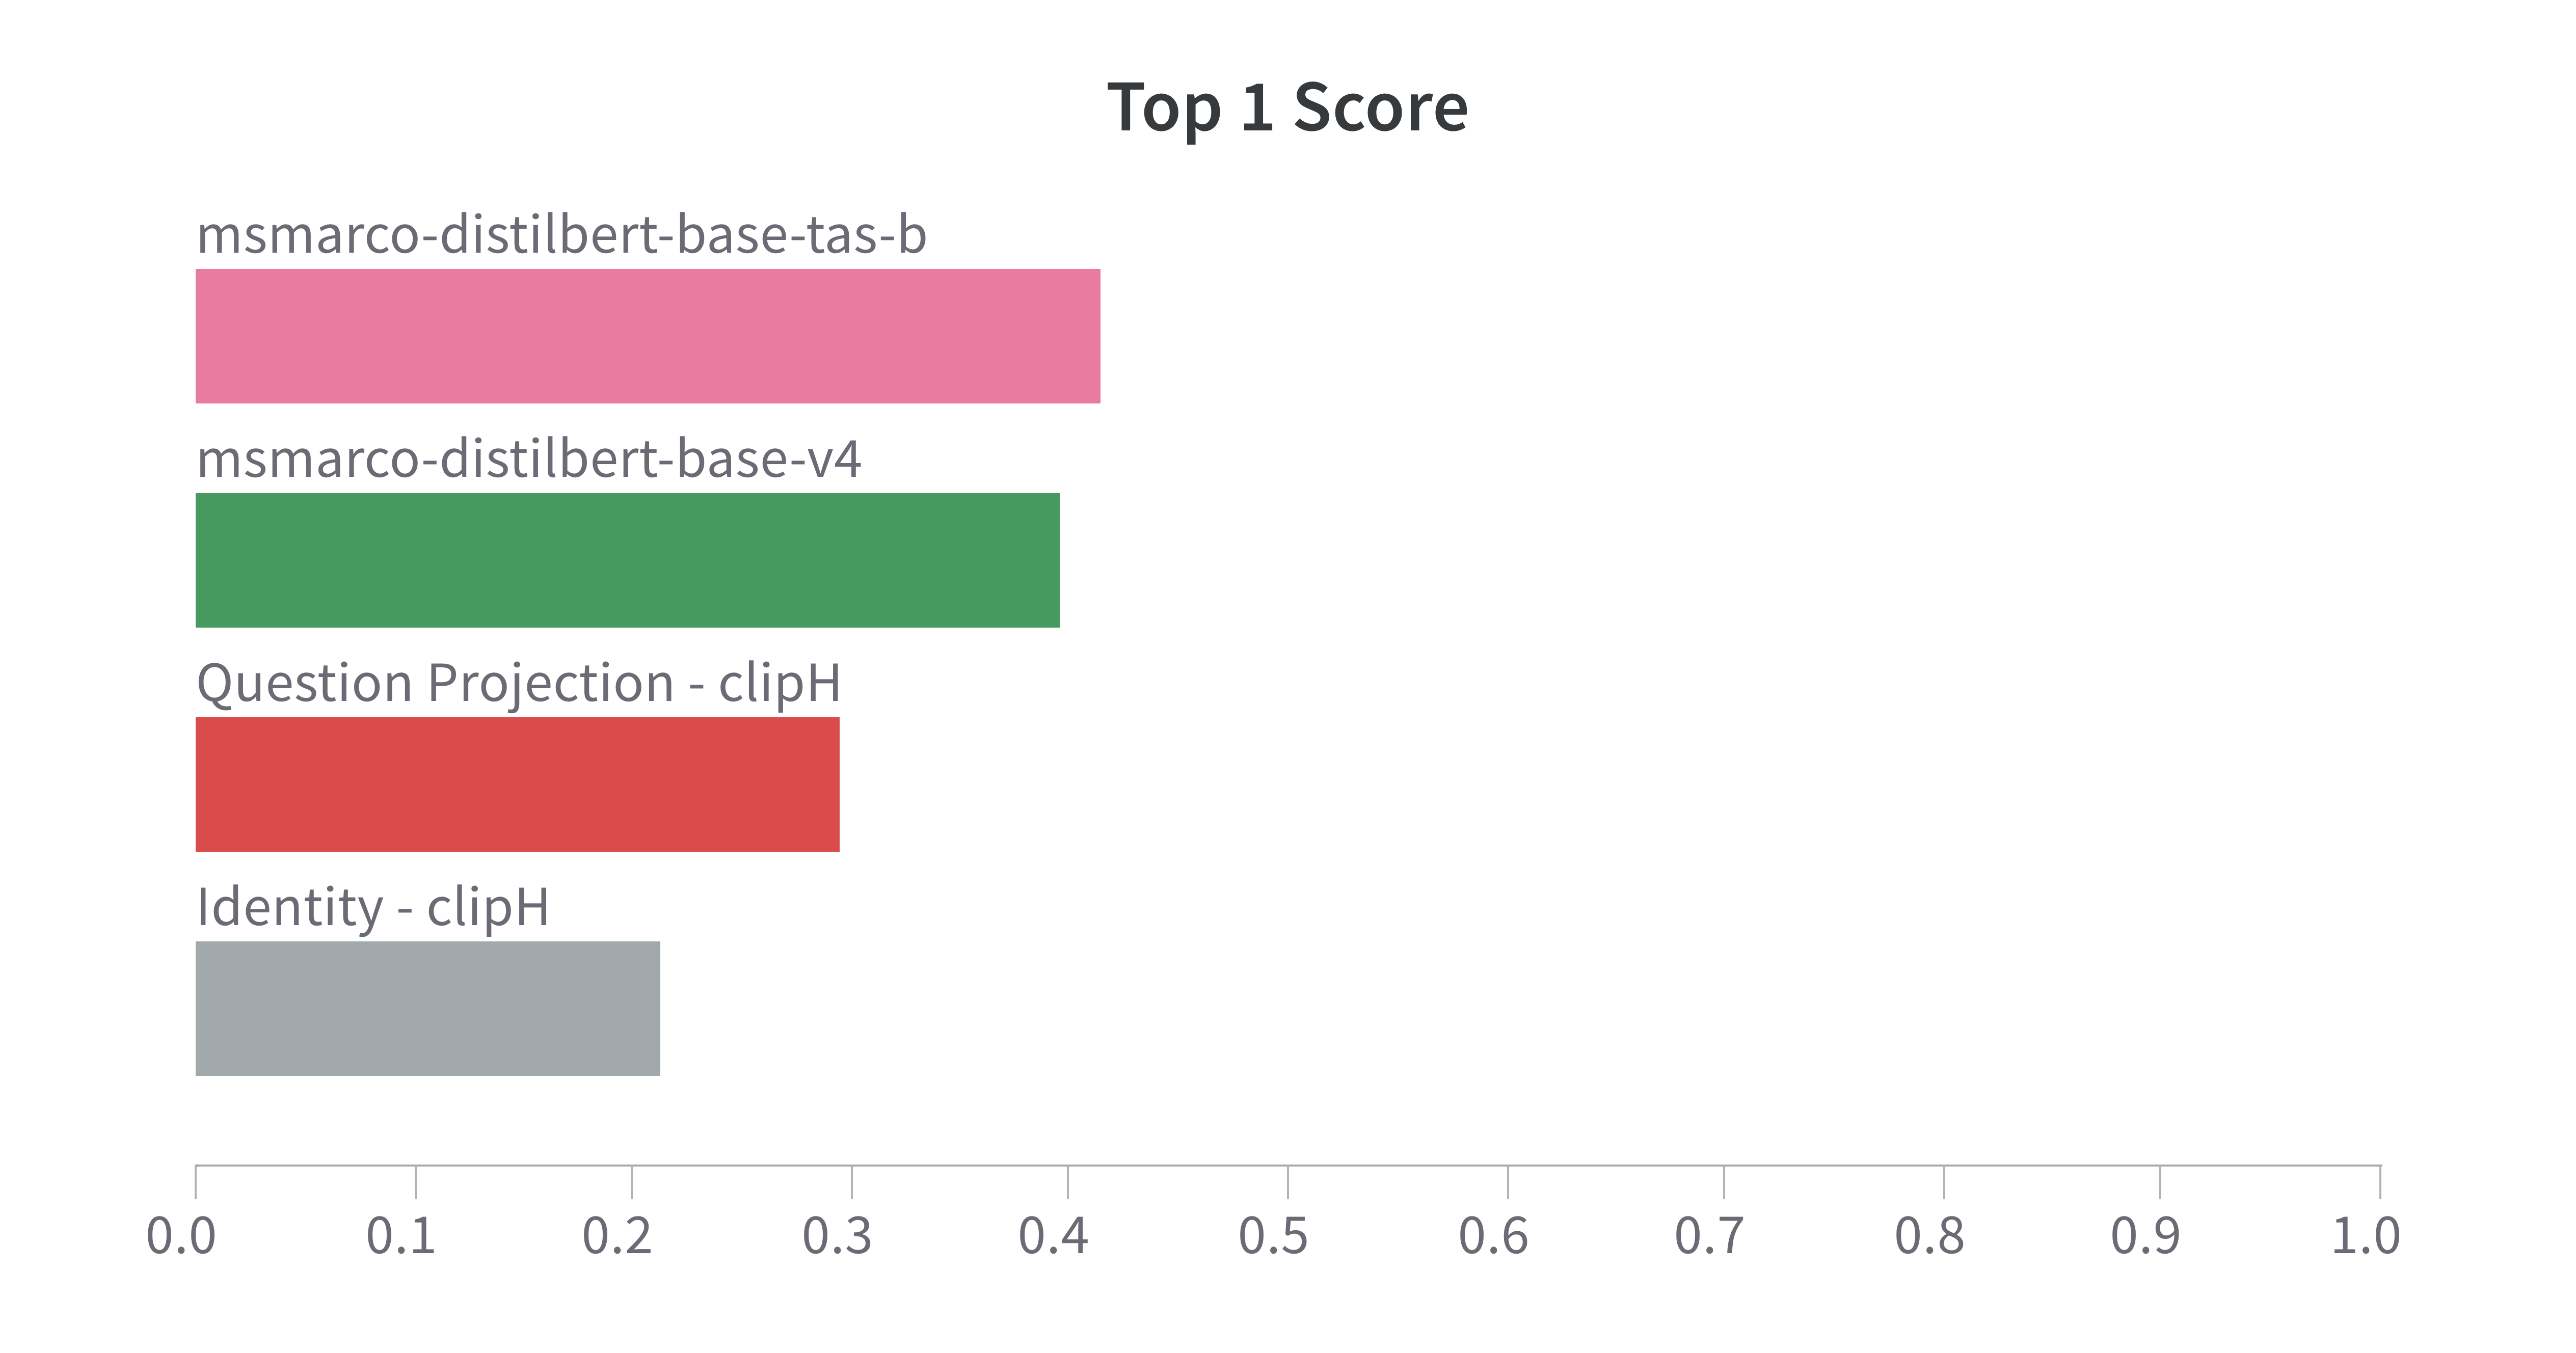 Top 1 Score
msmarco-distilbert-base-tas-b
msmarco-distilbert-base-v4
Question Projection - clipH
Identity - clipH
0.0 0.1 0.2 0.3 0.4 0.5 0.6 0.7 0.8 0.9 1.0